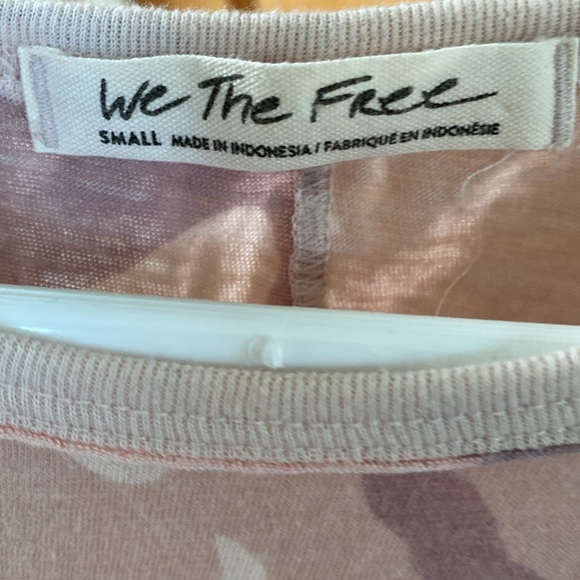 We The Free
SMALL MADE IN INDONESIA / FABRIQUÉ EN INDONÉSIE